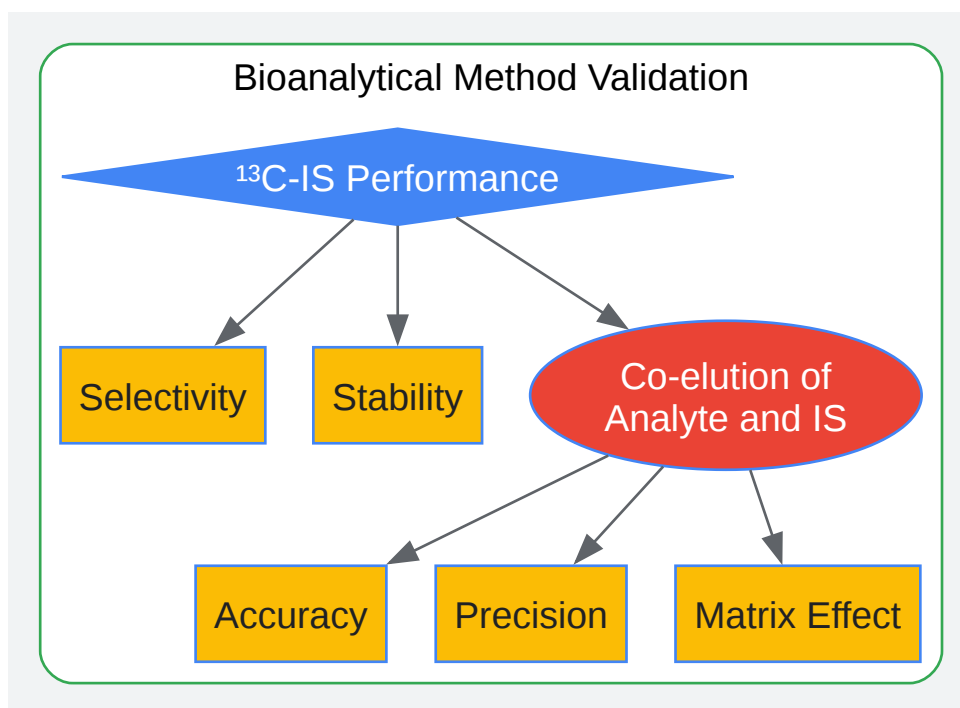 Bioanalytical Method Validation
¹³C-IS Performance
Selectivity
Stability
Co-elution of
Analyte and IS
Accuracy
Precision
Matrix Effect